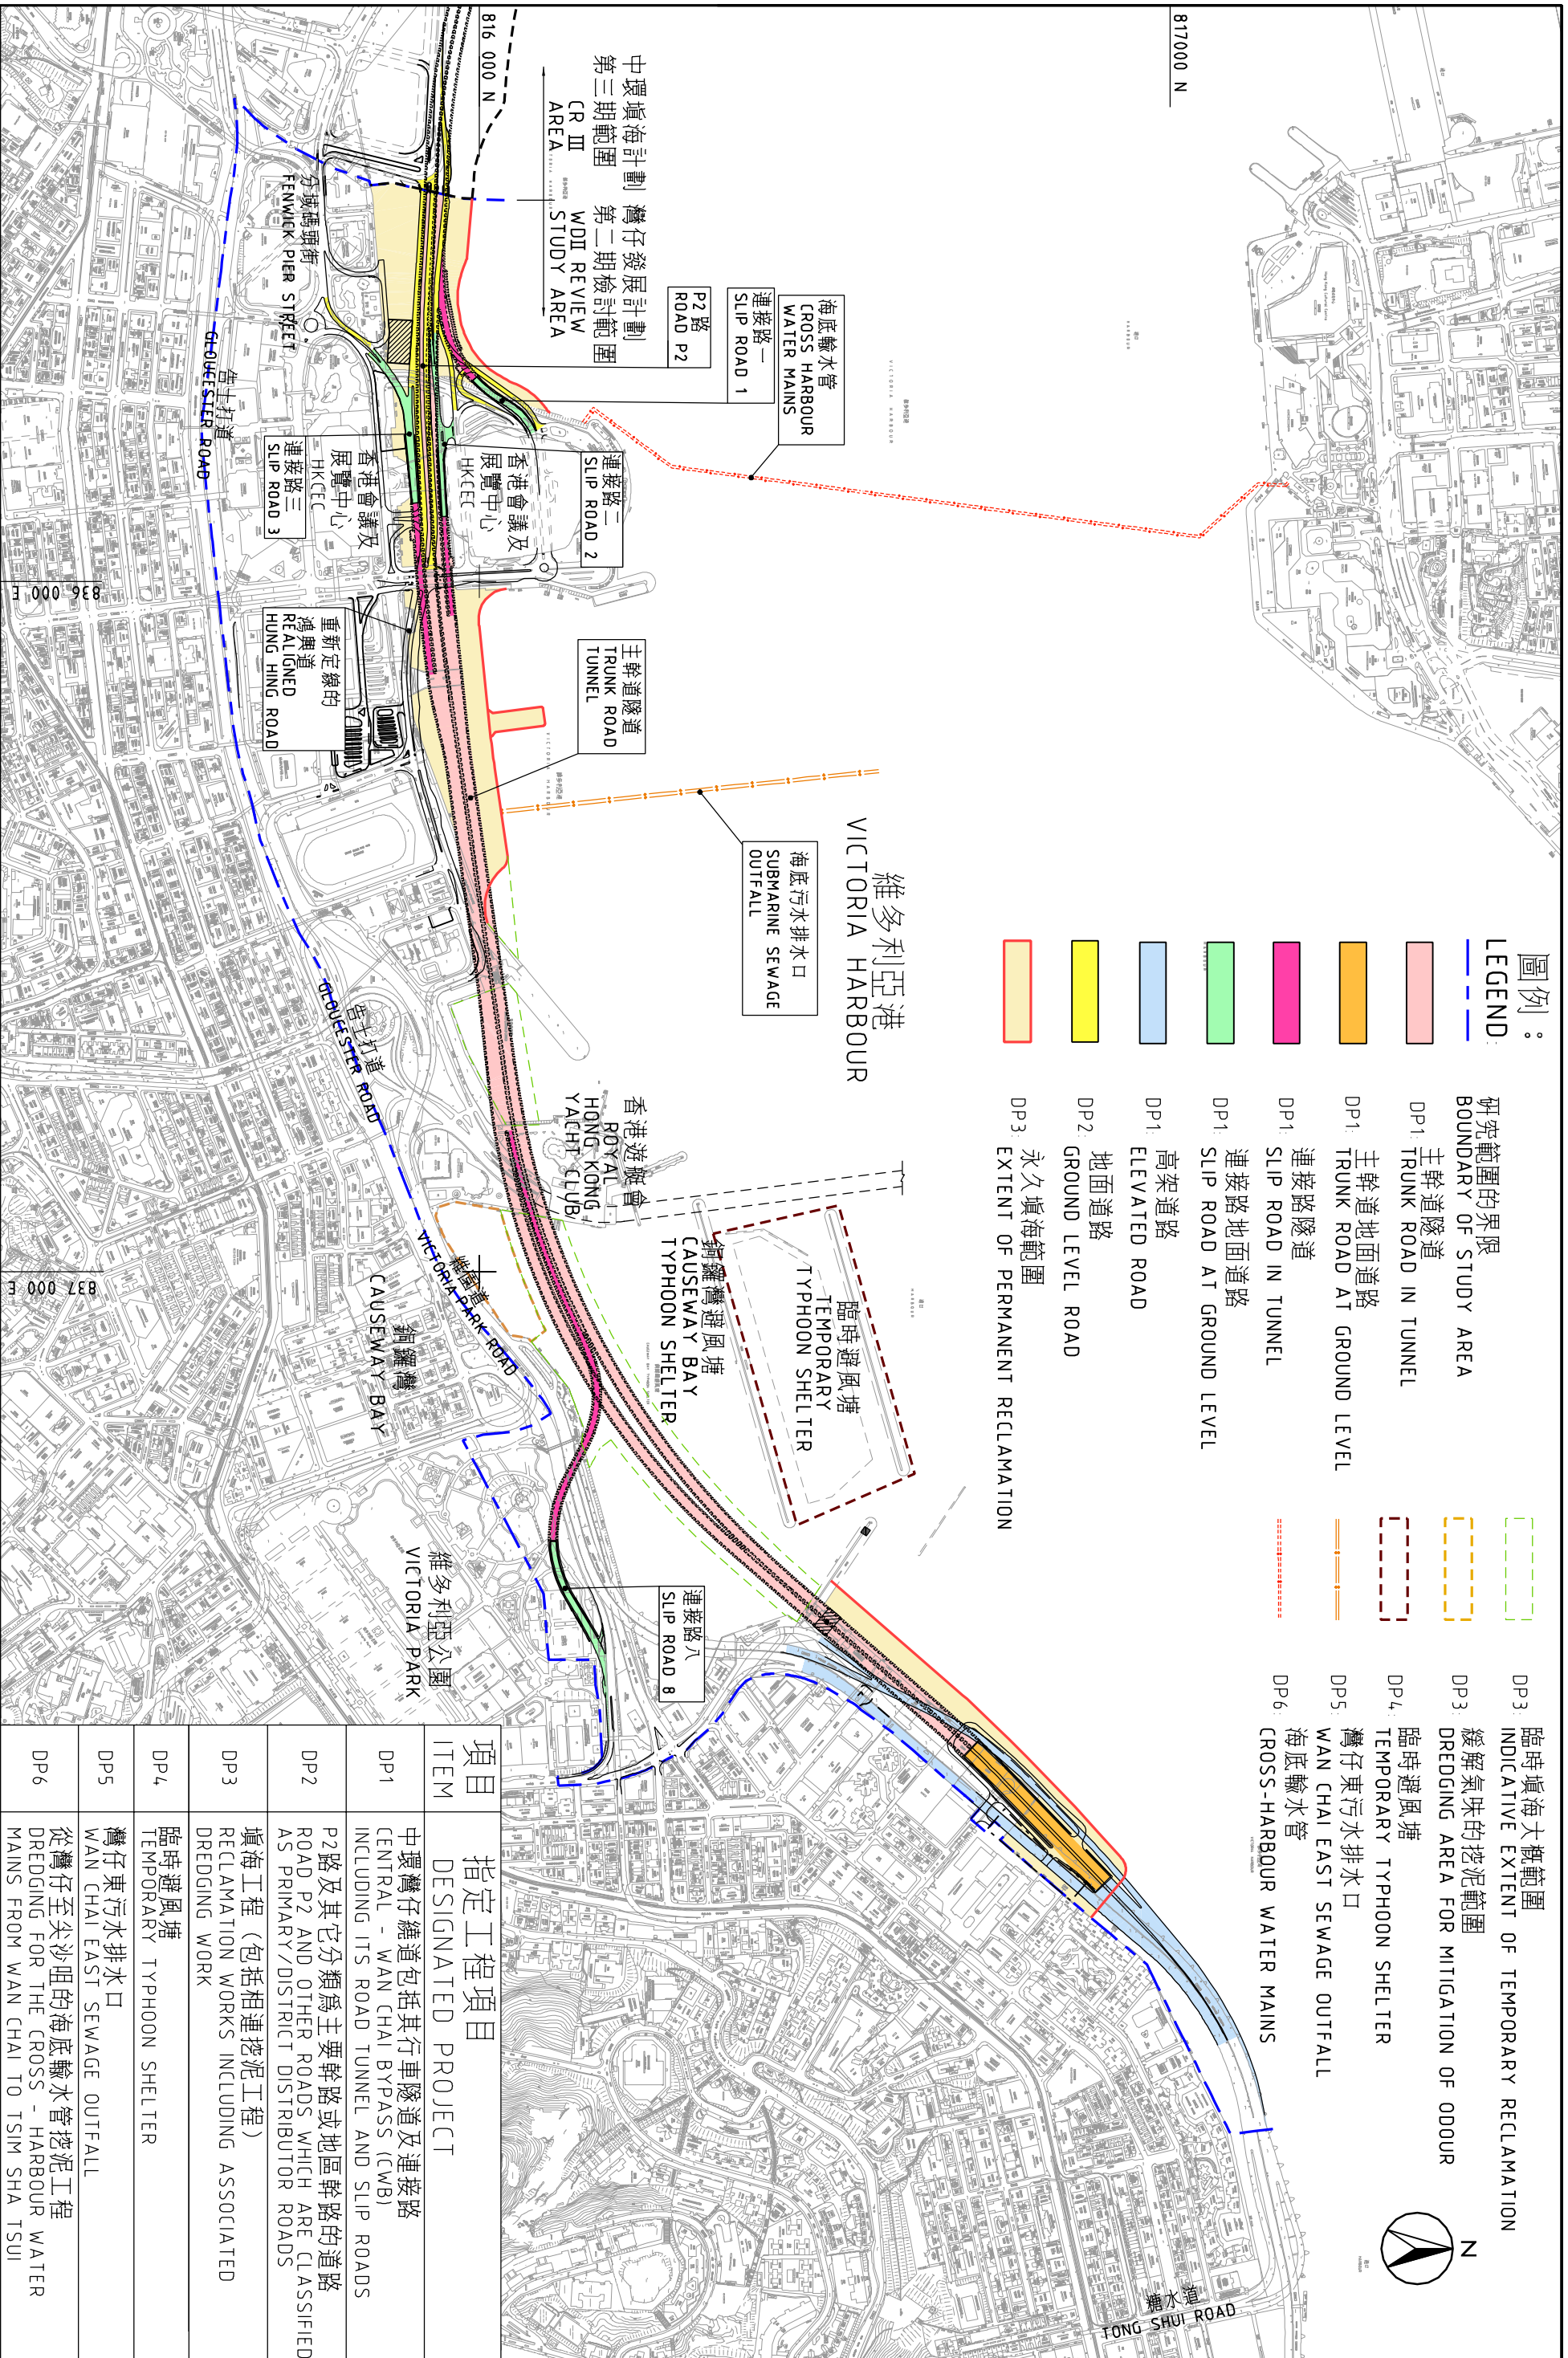 圖例：
LEGEND:
研究範圍的界限
BOUNDARY OF STUDY AREA
DP1:
主幹道隧道
TRUNK ROAD IN TUNNEL
DP1:
主幹道地面道路
TRUNK ROAD AT GROUND LEVEL
DP1:
連接路隧道
SLIP ROAD IN TUNNEL
DP1:
連接路地面道路
SLIP ROAD AT GROUND LEVEL
DP1:
高架道路
ELEVATED ROAD
DP2:
地面道路
GROUND LEVEL ROAD
DP3:
永久填海範圍
EXTENT OF PERMANENT RECLAMATION
DP3:
臨時填海大概範圍
INDICATIVE EXTENT OF TEMPORARY RECLAMATION
DP3:
緩解氣味的挖泥範圍
DREDGING AREA FOR MITIGATION OF ODOUR
DP4:
臨時避風塘
TEMPORARY TYPHOON SHELTER
DP5:
灣仔東污水排水口
WAN CHAI EAST SEWAGE OUTFALL
DP6:
海底輸水管
CROSS-HARBOUR WATER MAINS
N
817000 N
816 000 N
836 000 E
837 000 E
中環填海計劃
第三期範圍
CR III
AREA
灣仔發展計劃
第二期檢討範圍
WDII REVIEW
STUDY AREA
P2路
ROAD P2
連接路一
SLIP ROAD 1
海底輸水管
CROSS HARBOUR
WATER MAINS
連接路二
SLIP ROAD 2
香港會議及
展覽中心
HKCEC
香港會議及
展覽中心
HKCEC
連接路三
SLIP ROAD 3
分域碼頭街
FENWICK PIER STREET
告士打道
GLOUCESTER ROAD
重新定線的
鴻興道
REALIGNED
HUNG HING ROAD
主幹道隧道
TRUNK ROAD
TUNNEL
海底污水排水口
SUBMARINE SEWAGE
OUTFALL
維多利亞港
VICTORIA HARBOUR
告士打道
GLOUCESTER ROAD
香港遊艇會
ROYAL
HONG KONG
YACHT CLUB
銅鑼灣避風塘
CAUSEWAY BAY
TYPHOON SHELTER
臨時避風塘
TEMPORARY
TYPHOON SHELTER
維園道
VICTORIA PARK ROAD
銅鑼灣
CAUSEWAY BAY
維多利亞公園
VICTORIA PARK
連接路八
SLIP ROAD 8
糖水道
TONG SHUI ROAD
項目
ITEM
指定工程項目
DESIGNATED PROJECT
DP1
中環灣仔繞道包括其行車隧道及連接路
CENTRAL - WAN CHAI BYPASS (CWB)
INCLUDING ITS ROAD TUNNEL AND SLIP ROADS
DP2
P2路及其它分類為主要幹路或地區幹路的道路
ROAD P2 AND OTHER ROADS WHICH ARE CLASSIFIED
AS PRIMARY/DISTRICT DISTRIBUTOR ROADS
DP3
填海工程 (包括相連挖泥工程)
RECLAMATION WORKS INCLUDING ASSOCIATED
DREDGING WORK
DP4
臨時避風塘
TEMPORARY TYPHOON SHELTER
DP5
灣仔東污水排水口
WAN CHAI EAST SEWAGE OUTFALL
DP6
從灣仔至尖沙咀的海底輸水管挖泥工程
DREDGING FOR THE CROSS - HARBOUR WATER
MAINS FROM WAN CHAI TO TSIM SHA TSUI